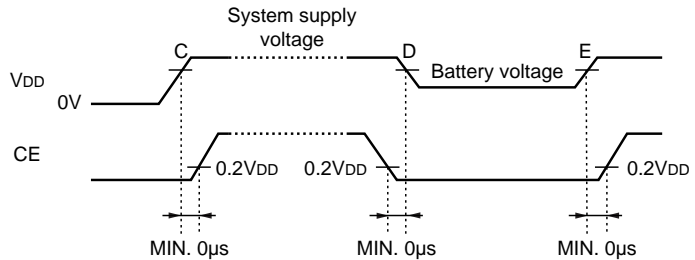 System supply
voltage
C
D
E
VDD
Battery voltage
0V
CE
0.2VDD
0.2VDD
0.2VDD
MIN. 0µs
MIN. 0µs
MIN. 0µs